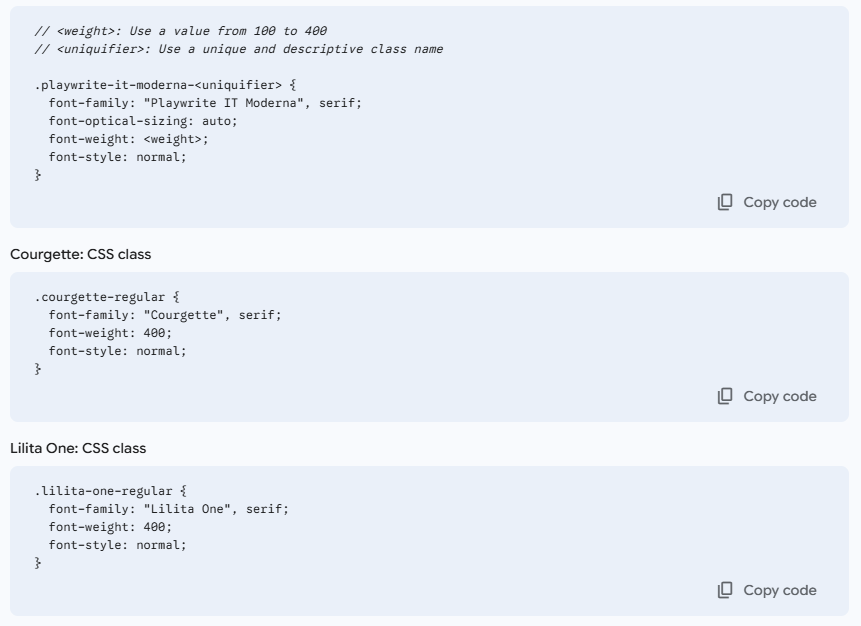 // <weight>: Use a value from 100 to 400
// <uniquifier>: Use a unique and descriptive class name

.playwrite-it-moderna-<uniquifier> {
  font-family: "Playwrite IT Moderna", serif;
  font-optical-sizing: auto;
  font-weight: <weight>;
  font-style: normal;
}
Copy code
Courgette: CSS class
.courgette-regular {
  font-family: "Courgette", serif;
  font-weight: 400;
  font-style: normal;
}
Copy code
Lilita One: CSS class
.lilita-one-regular {
  font-family: "Lilita One", serif;
  font-weight: 400;
  font-style: normal;
}
Copy code